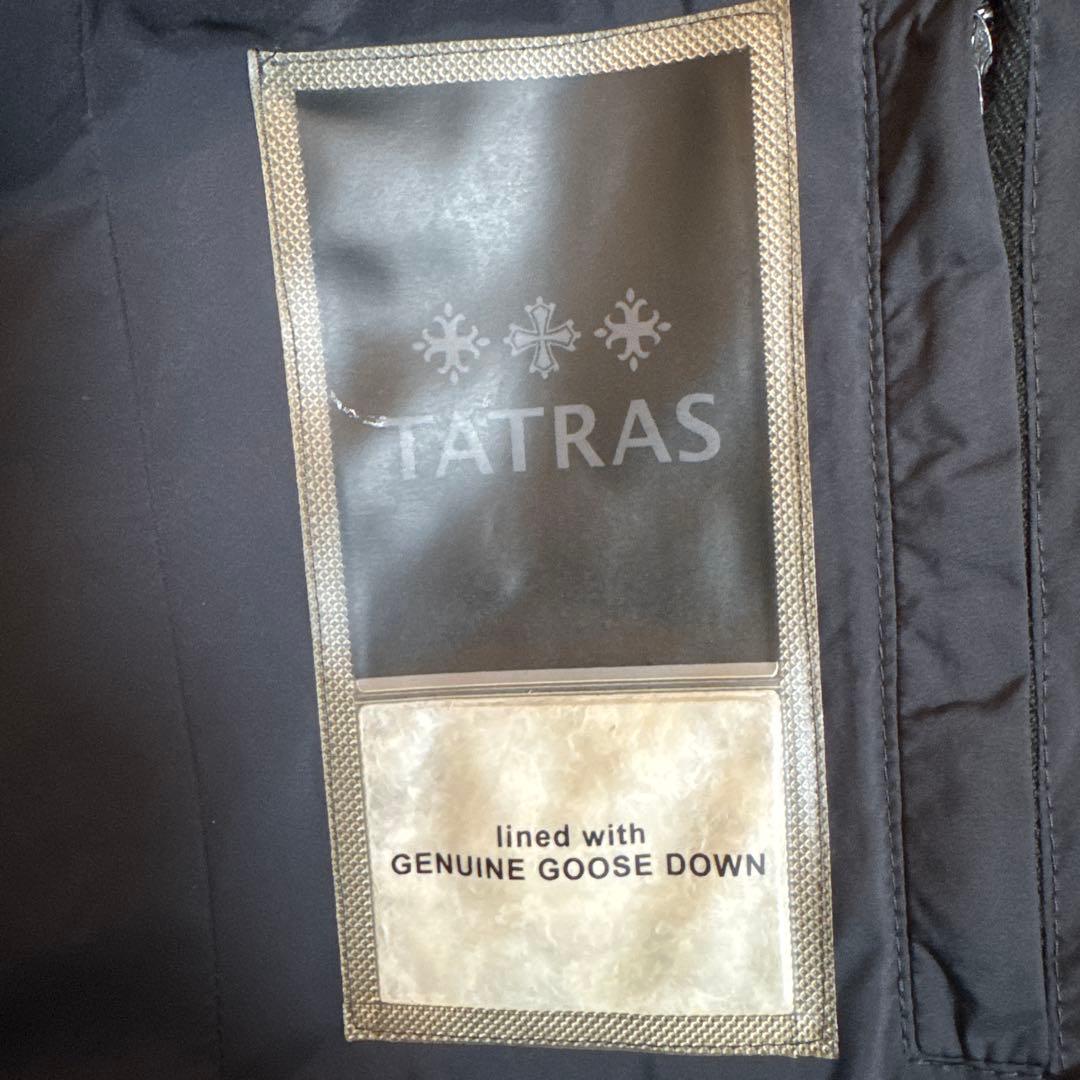 TATRAS
lined with
GENUINE GOOSE DOWN